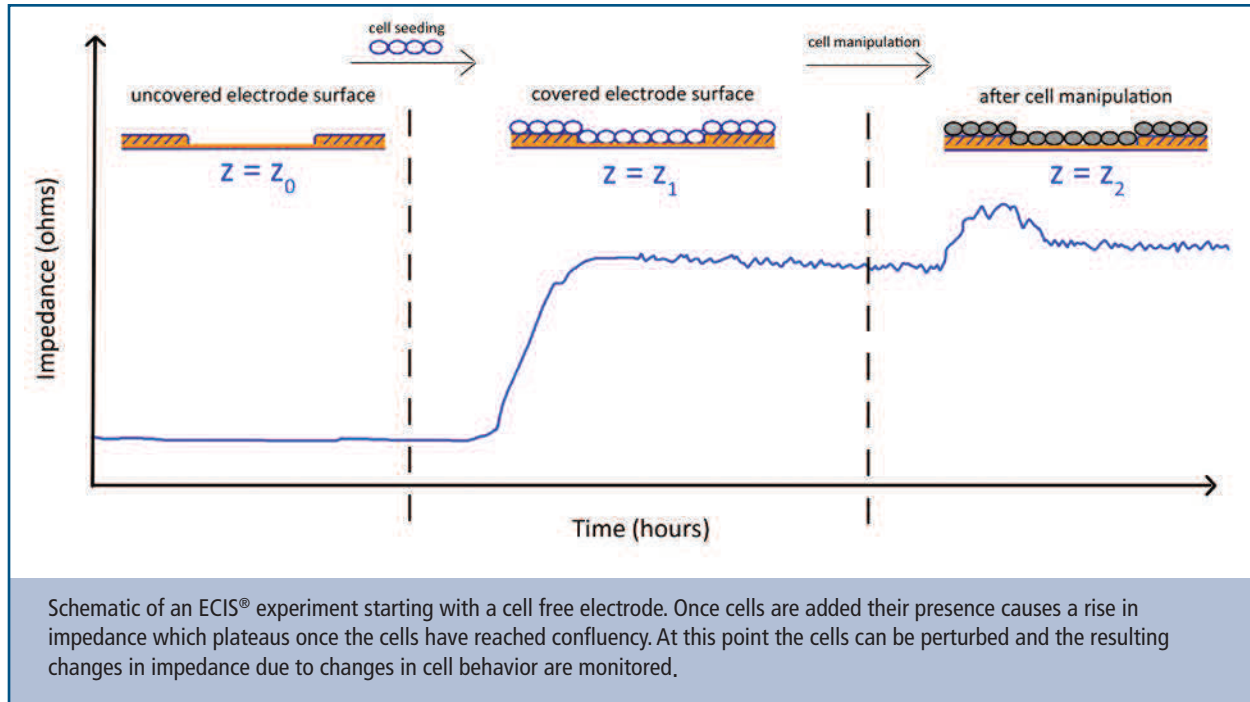 cell seeding
cell manipulation
uncovered electrode surface
covered electrode surface
after cell manipulation
z = z₀
z = z₁
z = z₂
Impedance (ohms)
Time (hours)
Schematic of an ECIS® experiment starting with a cell free electrode. Once cells are added their presence causes a rise in
impedance which plateaus once the cells have reached confluency. At this point the cells can be perturbed and the resulting
changes in impedance due to changes in cell behavior are monitored.